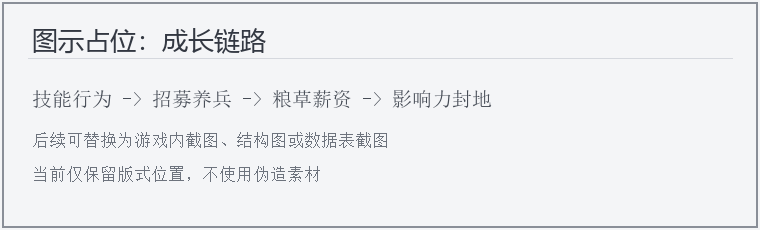 图示占位：成长链路
技能行为 -> 招募养兵 -> 粮草薪资 -> 影响力封地
后续可替换为游戏内截图、结构图或数据表截图
当前仅保留版式位置，不使用伪造素材